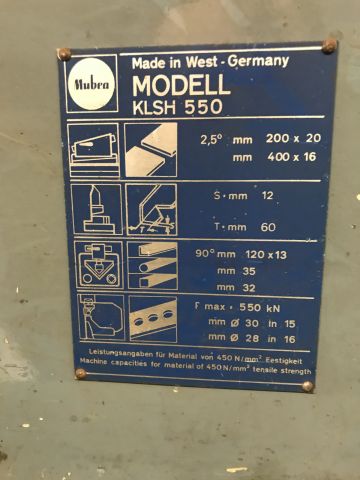 Mubea
Made in West - Germany
MODELL
KLSH 550
2,5° mm 200 x 20
mm 400 x 16
S • mm 12
T • mm 60
90° mm 120 x 13
mm 35
mm 32
F max = 550 kN
mm Ø 30 In 15
mm Ø 28 in 16
Leistungsangaben für Material von 450 N/mm² Festigkeit
Machine capacities for material of 450 N/mm² tensile strength